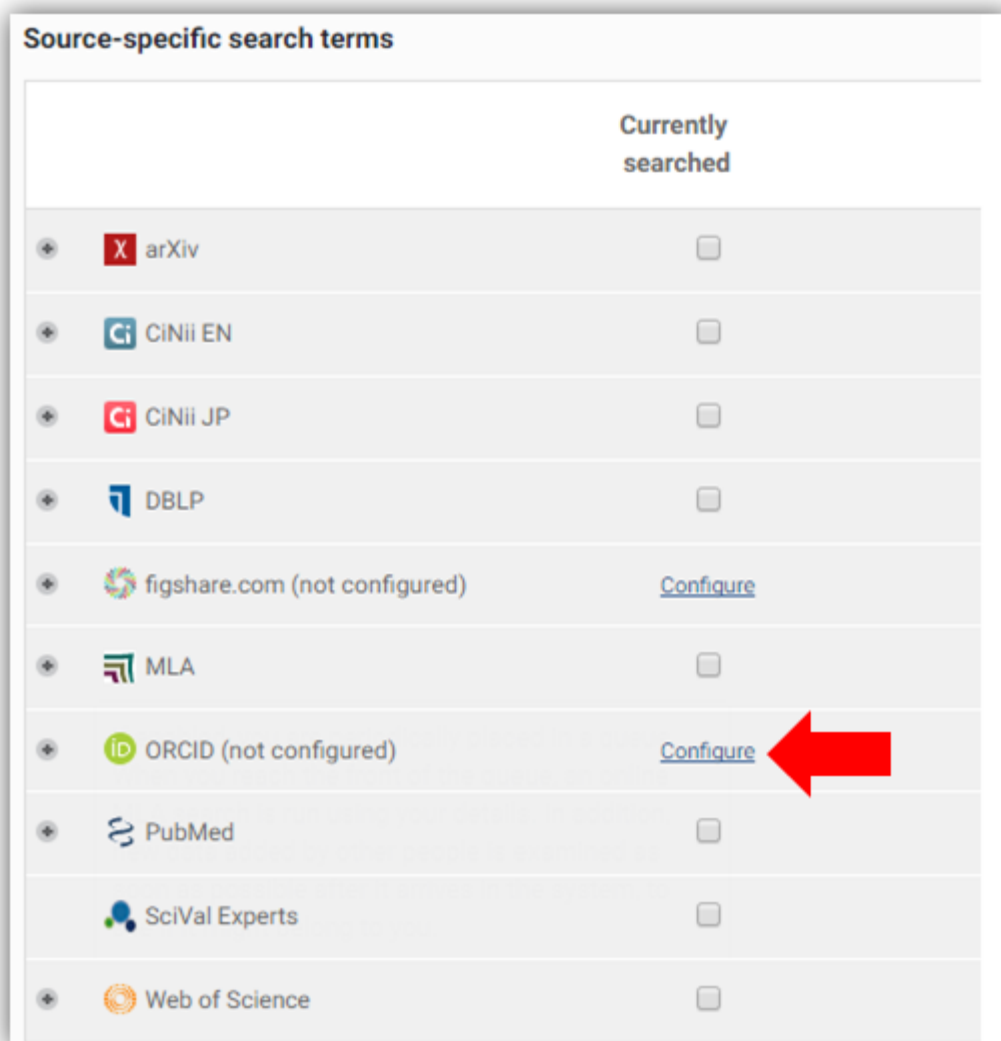 Source-specific search terms
Currently
searched
arXiv
CiNii EN
CiNii JP
DBLP
figshare.com (not configured) Configure
MLA
ORCID (not configured) Configure
PubMed
SciVal Experts
Web of Science